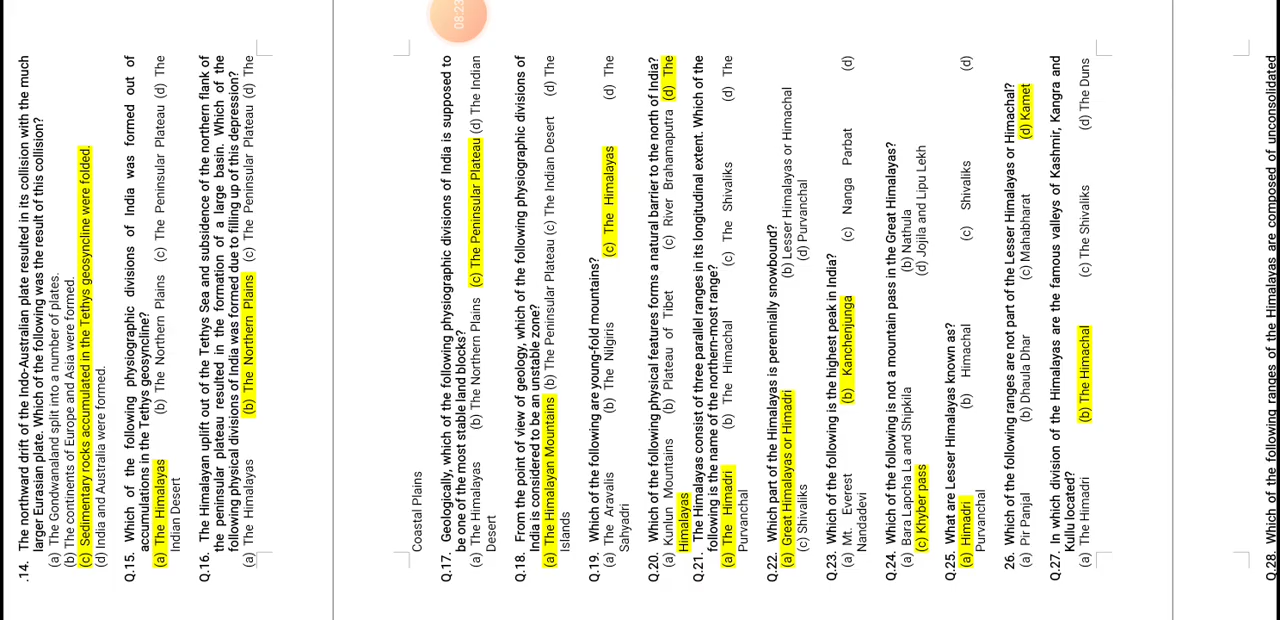 08:23
.14. The northward drift of the Indo-Australian plate resulted in its collision with the much
larger Eurasian plate. Which of the following was the result of this collision?
(a) The Gondwanaland split into a number of plates.
(b) The continents of Europe and Asia were formed.
(c) Sedimentary rocks accumulated in the Tethys geosyncline were folded.
(d) India and Australia were formed.
Q.15. Which of the following physiographic divisions of India was formed out of
accumulations in the Tethys geosyncline?
(a) The Himalayas (b) The Northern Plains (c) The Peninsular Plateau (d) The
Indian Desert
Q.16. The Himalayan uplift out of the Tethys Sea and subsidence of the northern flank of
the peninsular plateau resulted in the formation of a large basin. Which of the
following physical divisions of India was formed due to filling up of this depression?
(a) The Himalayas (b) The Northern Plains (c) The Peninsular Plateau (d) The
Coastal Plains
Q.17. Geologically, which of the following physiographic divisions of India is supposed to
be one of the most stable land blocks?
(a) The Himalayas (b) The Northern Plains (c) The Peninsular Plateau (d) The Indian
Desert
Q.18. From the point of view of geology, which of the following physiographic divisions of
India is considered to be an unstable zone?
(a) The Himalayan Mountains (b) The Peninsular Plateau (c) The Indian Desert (d) The
Islands
Q.19. Which of the following are young-fold mountains?
(a) The Aravalis (b) The Nilgiris (c) The Himalayas (d) The
Sahyadri
Q.20. Which of the following physical features forms a natural barrier to the north of India?
(a) Kunlun Mountains (b) Plateau of Tibet (c) River Brahamaputra (d) The
Himalayas
Q.21. The Himalayas consist of three parallel ranges in its longitudinal extent. Which of the
following is the name of the northern-most range?
(a) The Himadri (b) The Himachal (c) The Shivaliks (d) The
Purvanchal
Q.22. Which part of the Himalayas is perennially snowbound?
(a) Great Himalayas or Himadri (b) Lesser Himalayas or Himachal
(c) Shivaliks (d) Purvanchal
Q.23. Which of the following is the highest peak in India?
(a) Mt. Everest (b) Kanchenjunga (c) Nanga Parbat (d)
Nandadevi
Q.24. Which of the following is not a mountain pass in the Great Himalayas?
(a) Bara Lapcha La and Shipkila (b) Nathula
(c) Khyber pass (d) Jojila and Lipu Lekh
Q.25. What are Lesser Himalayas known as?
(a) Himadri (b) Himachal (c) Shivaliks (d)
Purvanchal
26. Which of the following ranges are not part of the Lesser Himalayas or Himachal?
(a) Pir Panjal (b) Dhaula Dhar (c) Mahabharat (d) Kamet
Q.27. In which division of the Himalayas are the famous valleys of Kashmir, Kangra and
Kullu located?
(a) The Himadri (b) The Himachal (c) The Shivaliks (d) The Duns
Q.28. Which of the following ranges of the Himalayas are composed of unconsolidated